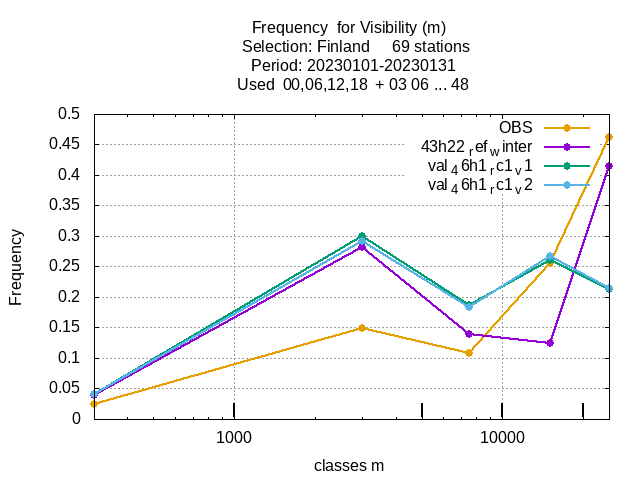 Frequency for Visibility (m)
Selection: Finland 69 stations
Period: 20230101-20230131
Used 00,06,12,18 + 03 06 ... 48
0.5
0.45
0.4
0.35
0.3
0.25
0.2
0.15
0.1
0.05
0
Frequency
OBS
43h22_ref_winter
val_46h1_rc1_v1
val_46h1_rc1_v2
1000
10000
classes m